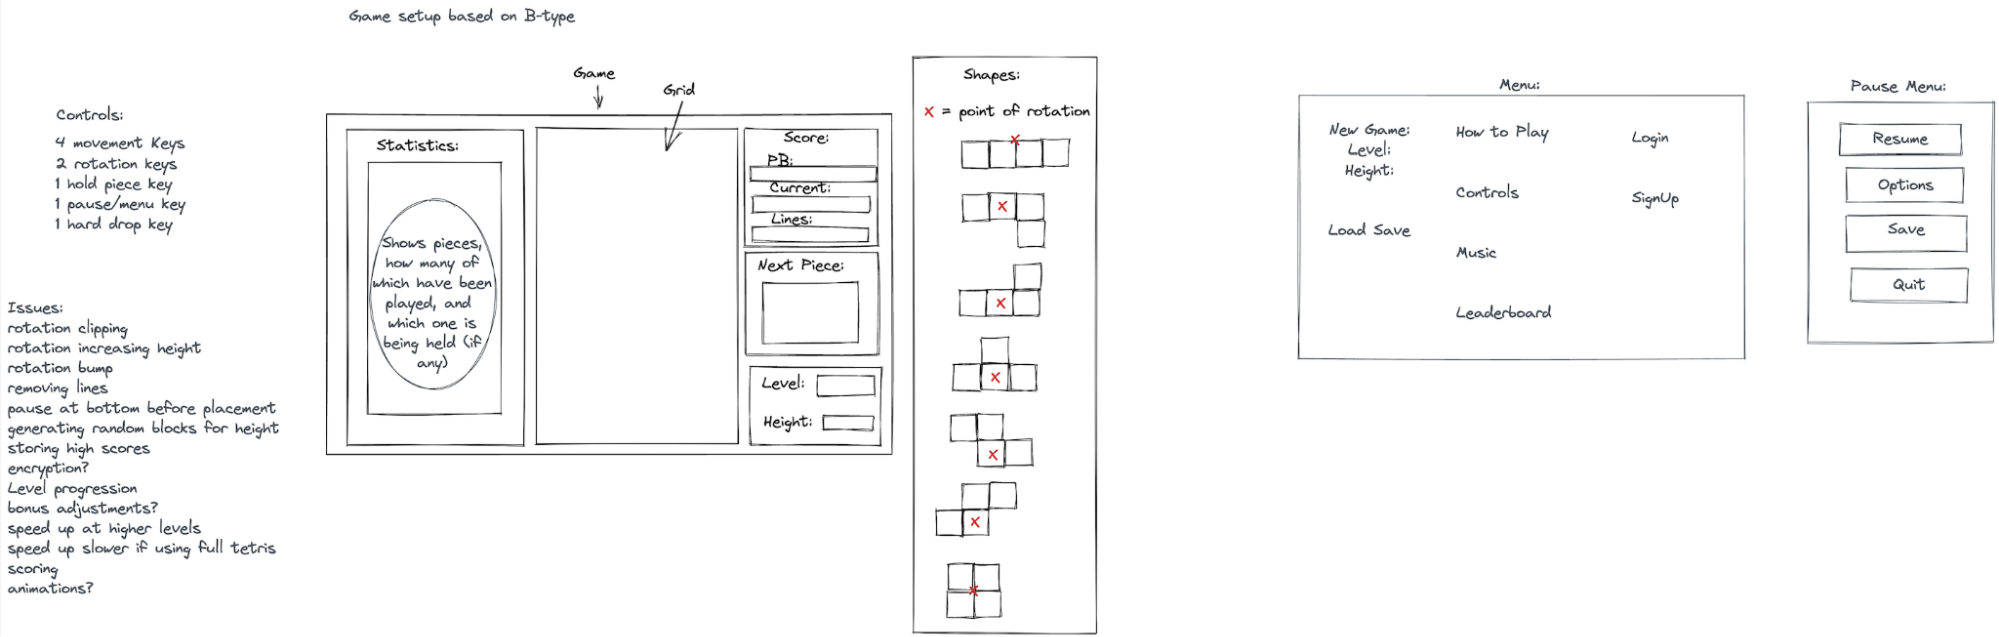 Game setup based on B-type
Controls:
4 movement Keys
2 rotation keys
1 hold piece key
1 pause/menu key
1 hard drop key
Issues:
rotation clipping
rotation increasing height
rotation bump
removing lines
pause at bottom before placement
generating random blocks for height
storing high scores
encryption?
Level progression
bonus adjustments?
speed up at higher levels
speed up slower if using full tetris
scoring
animations?
Game
Grid
Statistics:
Shows pieces,
how many of
which have been
played, and
which one is
being held (if
any)
Score:
PB:
Current:
Lines:
Next Piece:
Level:
Height:
Shapes:
x = point of rotation
x
x
x
x
x
x
x
Menu:
New Game:
Level:
Height:
Load Save
How to Play
Controls
Music
Leaderboard
Login
SignUp
Pause Menu:
Resume
Options
Save
Quit